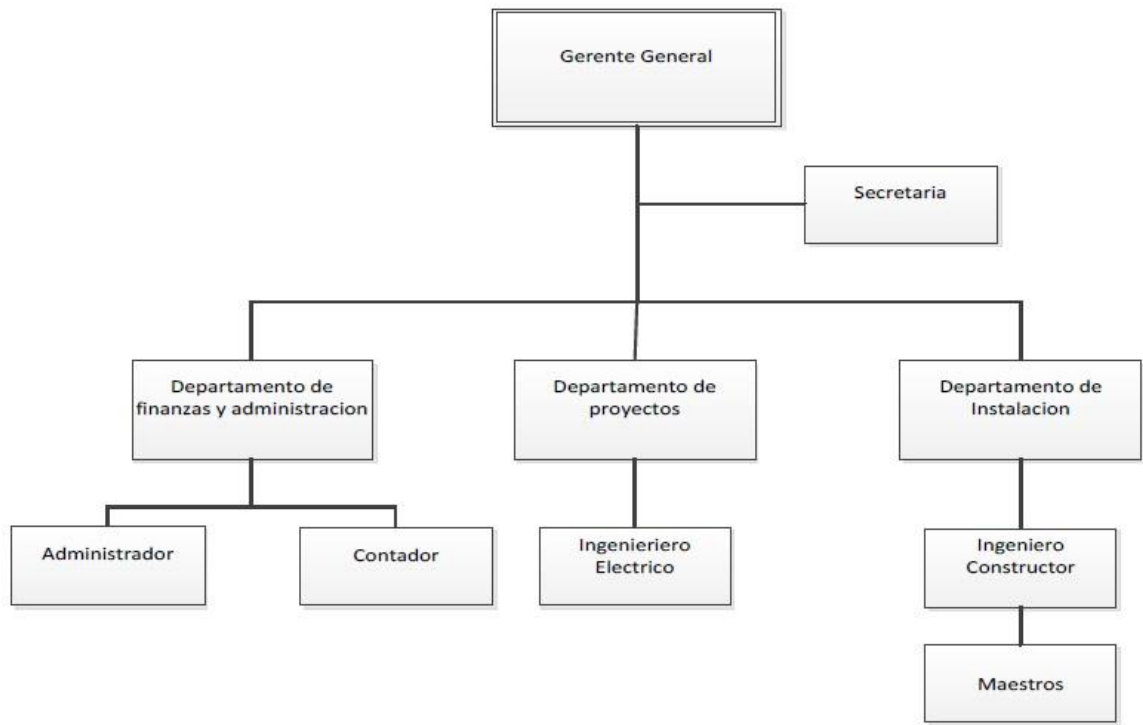 Gerente General
Secretaria
Departamento de
finanzas y administracion
Departamento de
proyectos
Departamento de
Instalacion
Administrador
Contador
Ingenieriero
Electrico
Ingeniero
Constructor
Maestros